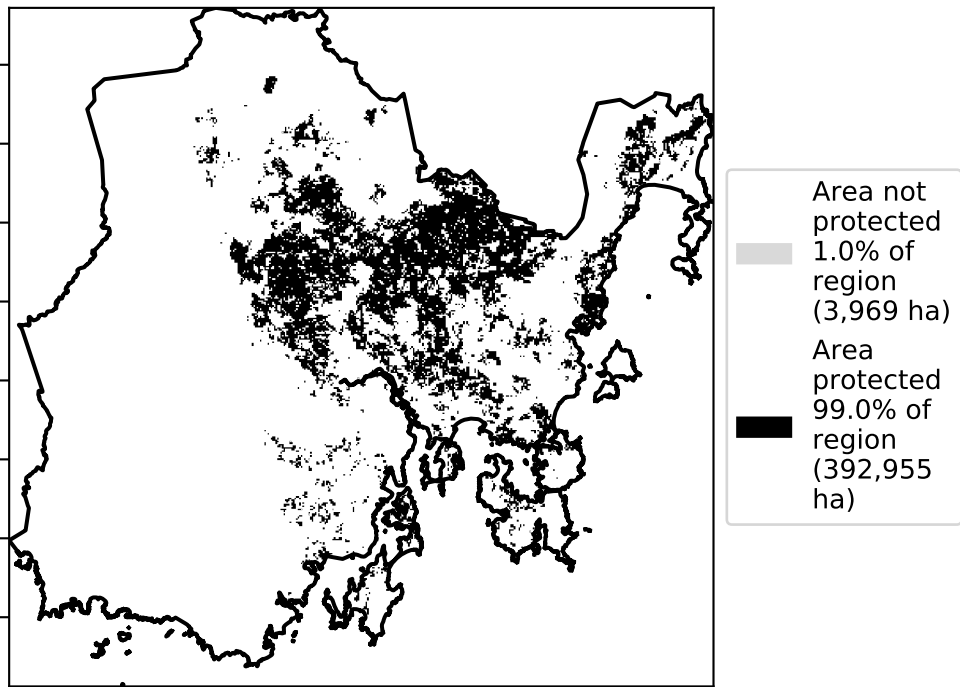 Area not
protected
1.0% of
region
(3,969 ha)
Area
protected
99.0% of
region
(392,955
ha)